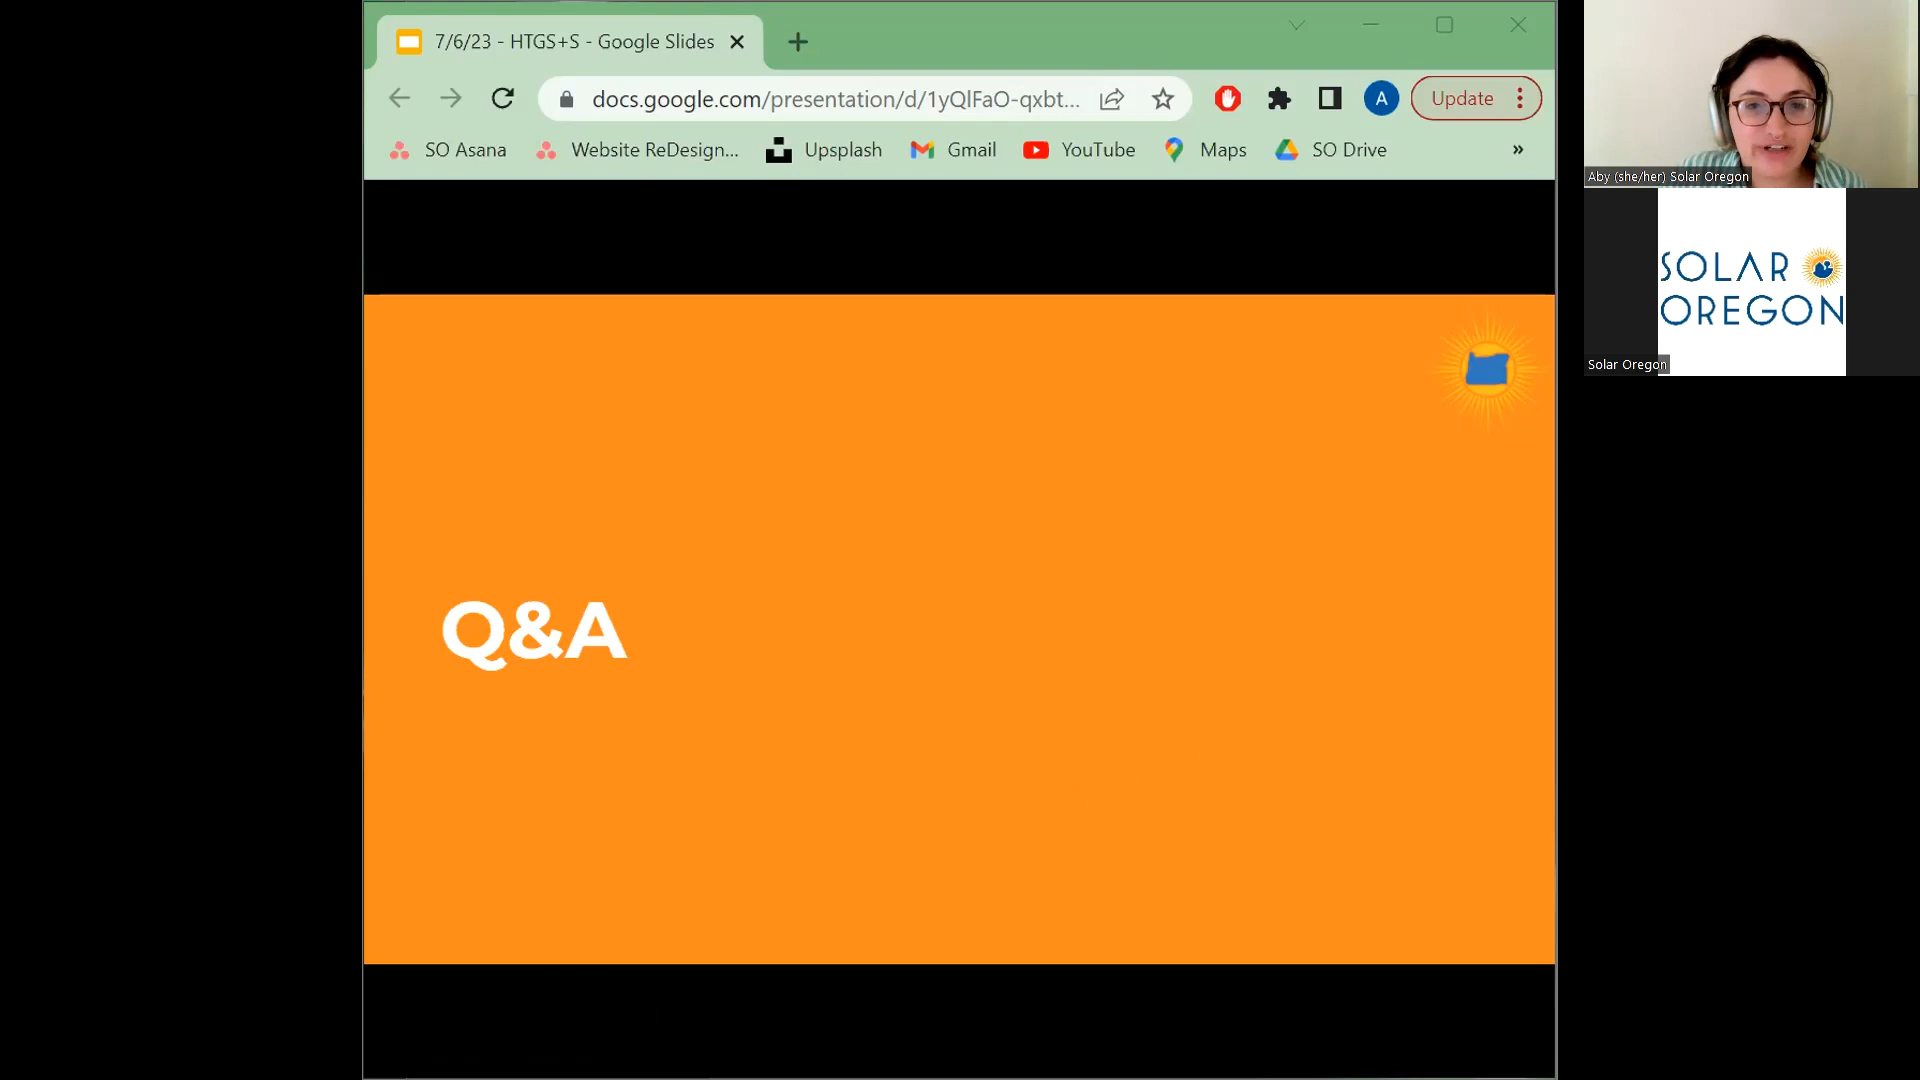 7/6/23 - HTGS+S - Google Slides
docs.google.com/presentation/d/1yQlFaO-qxbt...
A
Update
SO Asana
Website ReDesign...
Upsplash
Gmail
YouTube
Maps
SO Drive
»
Q&A
Aby (she/her) Solar Oregon
SOLAR
OREGON
Solar Oregon